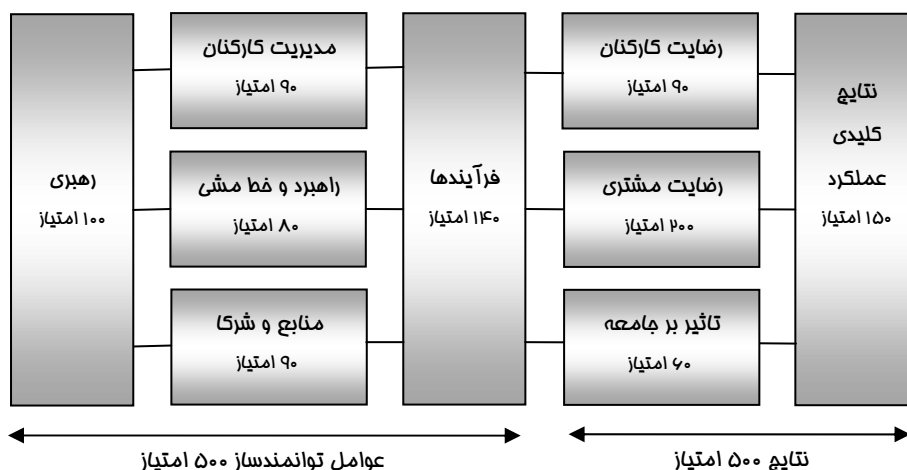 رهبری
۱۰۰ امتیاز
مدیریت کارکنان
۹۰ امتیاز
راهبرد و خط مشی
۸۰ امتیاز
منابع و شرکا
۹۰ امتیاز
فرآیندها
۱۴۰ امتیاز
رضایت کارکنان
۹۰ امتیاز
رضایت مشتری
۲۰۰ امتیاز
تاثیر بر جامعه
۶۰ امتیاز
نتایج
کلیدی
عملکرد
۱۵۰ امتیاز
عوامل توانمندساز ۵۰۰ امتیاز
نتایج ۵۰۰ امتیاز